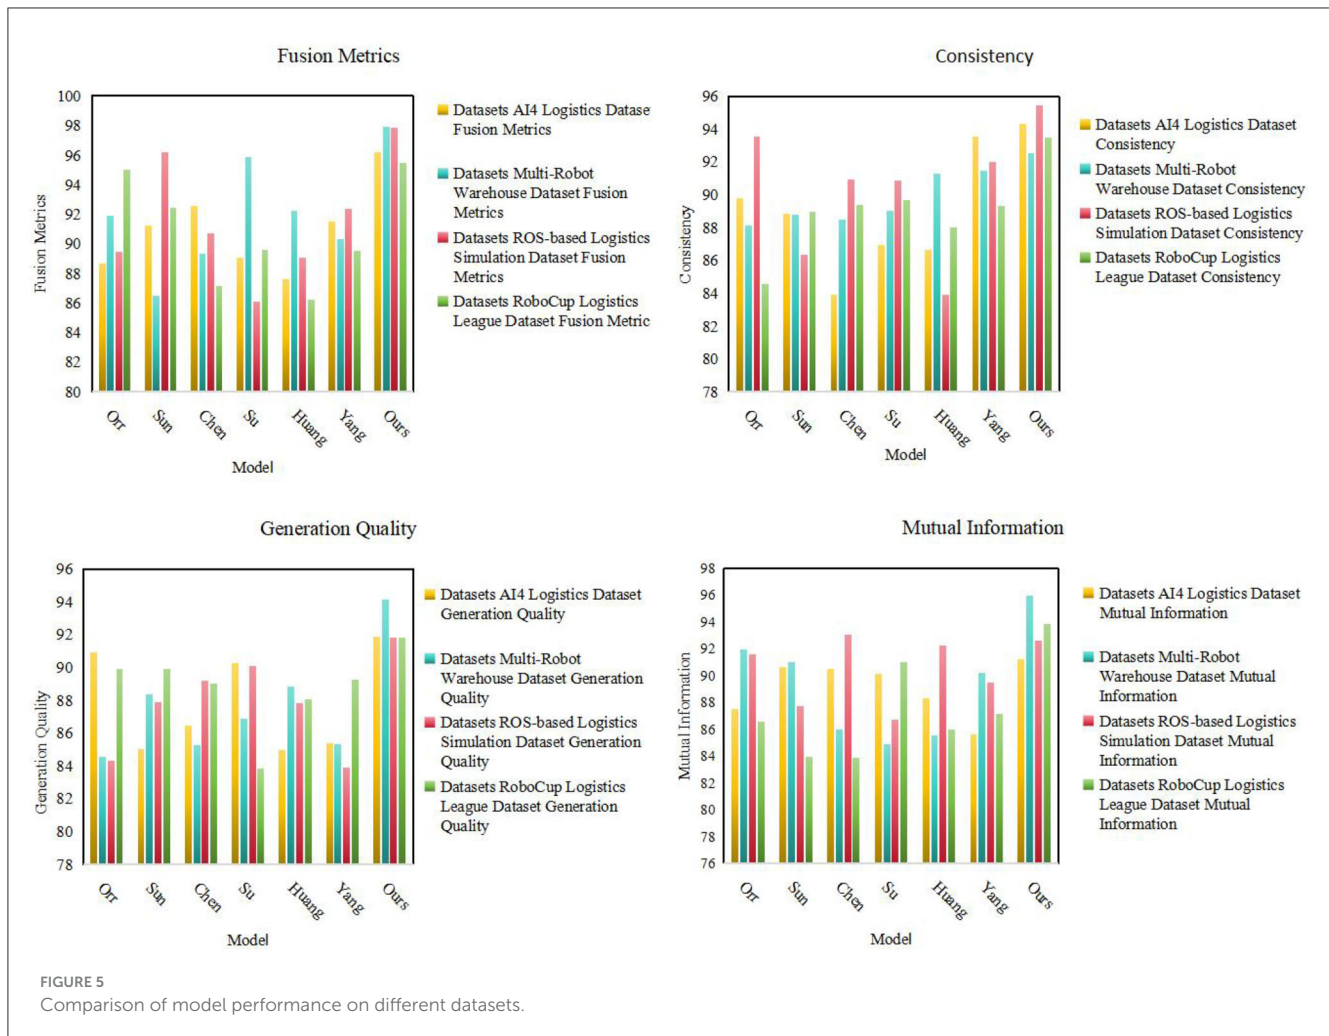 Fusion Metrics
Fusion Metrics
100
98
96
94
92
90
88
86
84
82
80
Orr
Sun
Chen
Su
Huang
Yang
Ours
Model
Datasets AI4 Logistics Datase
Fusion Metrics
Datasets Multi-Robot
Warehouse Dataset Fusion
Metrics
Datasets ROS-based Logistics
Simulation Dataset Fusion
Metrics
Datasets RoboCup Logistics
League Dataset Fusion Metric
Consistency
Consistency
96
94
92
90
88
86
84
82
80
78
Orr
Sun
Chen
Su
Huang
Yang
Ours
Model
Datasets AI4 Logistics Dataset
Consistency
Datasets Multi-Robot
Warehouse Dataset Consistency
Datasets ROS-based Logistics
Simulation Dataset Consistency
Datasets RoboCup Logistics
League Dataset Consistency
Generation Quality
Generation Quality
96
94
92
90
88
86
84
82
80
78
Orr
Sun
Chen
Su
Huang
Yang
Ours
Model
Datasets AI4 Logistics Dataset
Generation Quality
Datasets Multi-Robot
Warehouse Dataset Generation
Quality
Datasets ROS-based Logistics
Simulation Dataset Generation
Quality
Datasets RoboCup Logistics
League Dataset Generation
Quality
Mutual Information
Mutual Information
98
96
94
92
90
88
86
84
82
80
78
76
Orr
Sun
Chen
Su
Huang
Yang
Ours
Model
Datasets AI4 Logistics Dataset
Mutual Information
Datasets Multi-Robot
Warehouse Dataset Mutual
Information
Datasets ROS-based Logistics
Simulation Dataset Mutual
Information
Datasets RoboCup Logistics
League Dataset Mutual
Information
FIGURE 5
Comparison of model performance on different datasets.